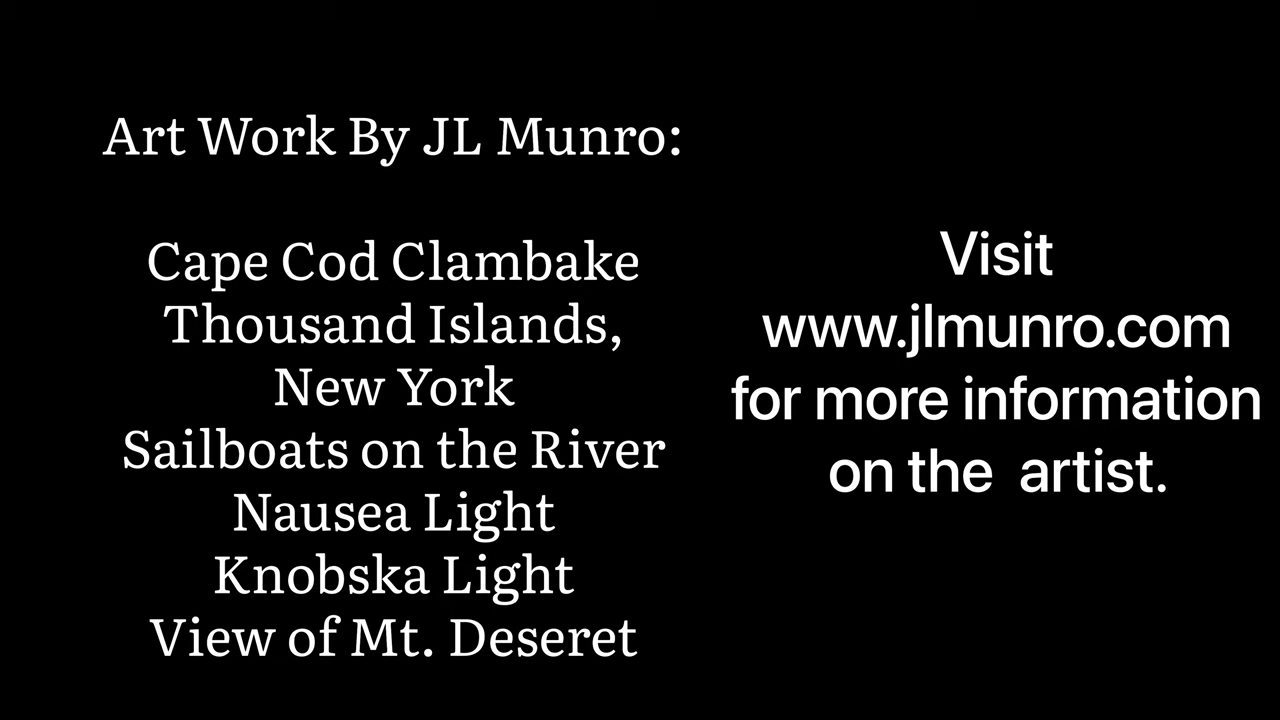 Art Work By JL Munro:
Cape Cod Clambake
Thousand Islands,
New York
Sailboats on the River
Nausea Light
Knobska Light
View of Mt. Deseret
Visit
www.jlmunro.com
for more information
on the artist.